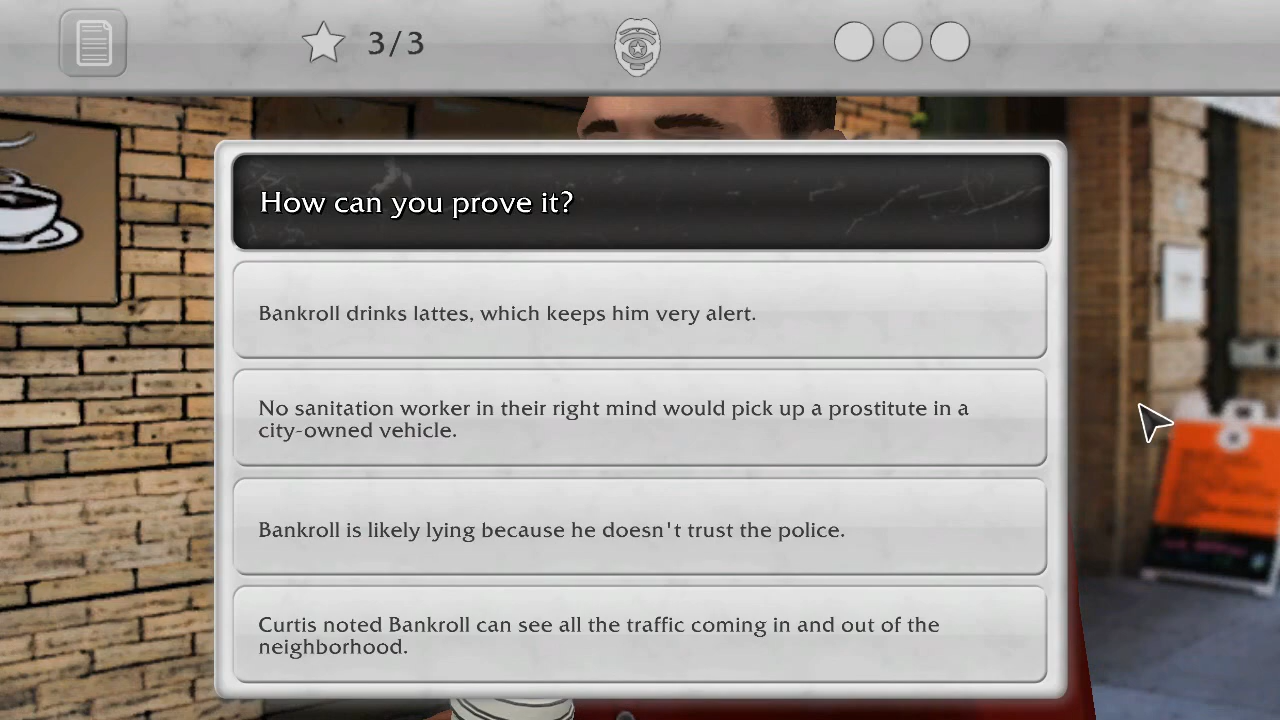 3/3
How can you prove it?
Bankroll drinks lattes, which keeps him very alert.
No sanitation worker in their right mind would pick up a prostitute in a
city-owned vehicle.
Bankroll is likely lying because he doesn't trust the police.
Curtis noted Bankroll can see all the traffic coming in and out of the
neighborhood.